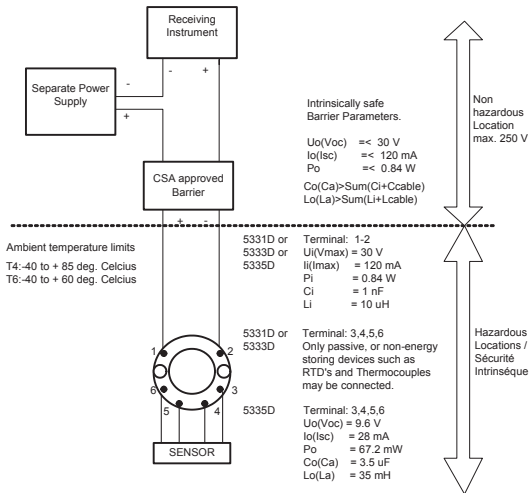 Receiving
Instrument
- +
Separate Power
Supply
-
+
CSA approved
Barrier
+ -
Intrinsically safe
Barrier Parameters.
Uo(Voc) =< 30 V
Io(Isc) =< 120 mA
Po =< 0.84 W
Co(Ca)>Sum(Ci+Ccable)
Lo(La)>Sum(Li+Lcable)
Non
hazardous
Location
max. 250 V
Ambient temperature limits
T4:-40 to + 85 deg. Celcius
T6:-40 to + 60 deg. Celcius
5331D or
5333D or
5335D
Terminal: 1-2
Ui(Vmax) = 30 V
Ii(Imax) = 120 mA
Pi = 0.84 W
Ci = 1 nF
Li = 10 uH
5331D or
5333D
Terminal: 3,4,5,6
Only passive, or non-energy
storing devices such as
RTD's and Thermocouples
may be connected.
Hazardous
Locations /
Sécurité
Intrinséque
1 2
6 3
5 4
SENSOR
5335D
Terminal: 3,4,5,6
Uo(Voc) = 9.6 V
Io(Isc) = 28 mA
Po = 67.2 mW
Co(Ca) = 3.5 uF
Lo(La) = 35 mH